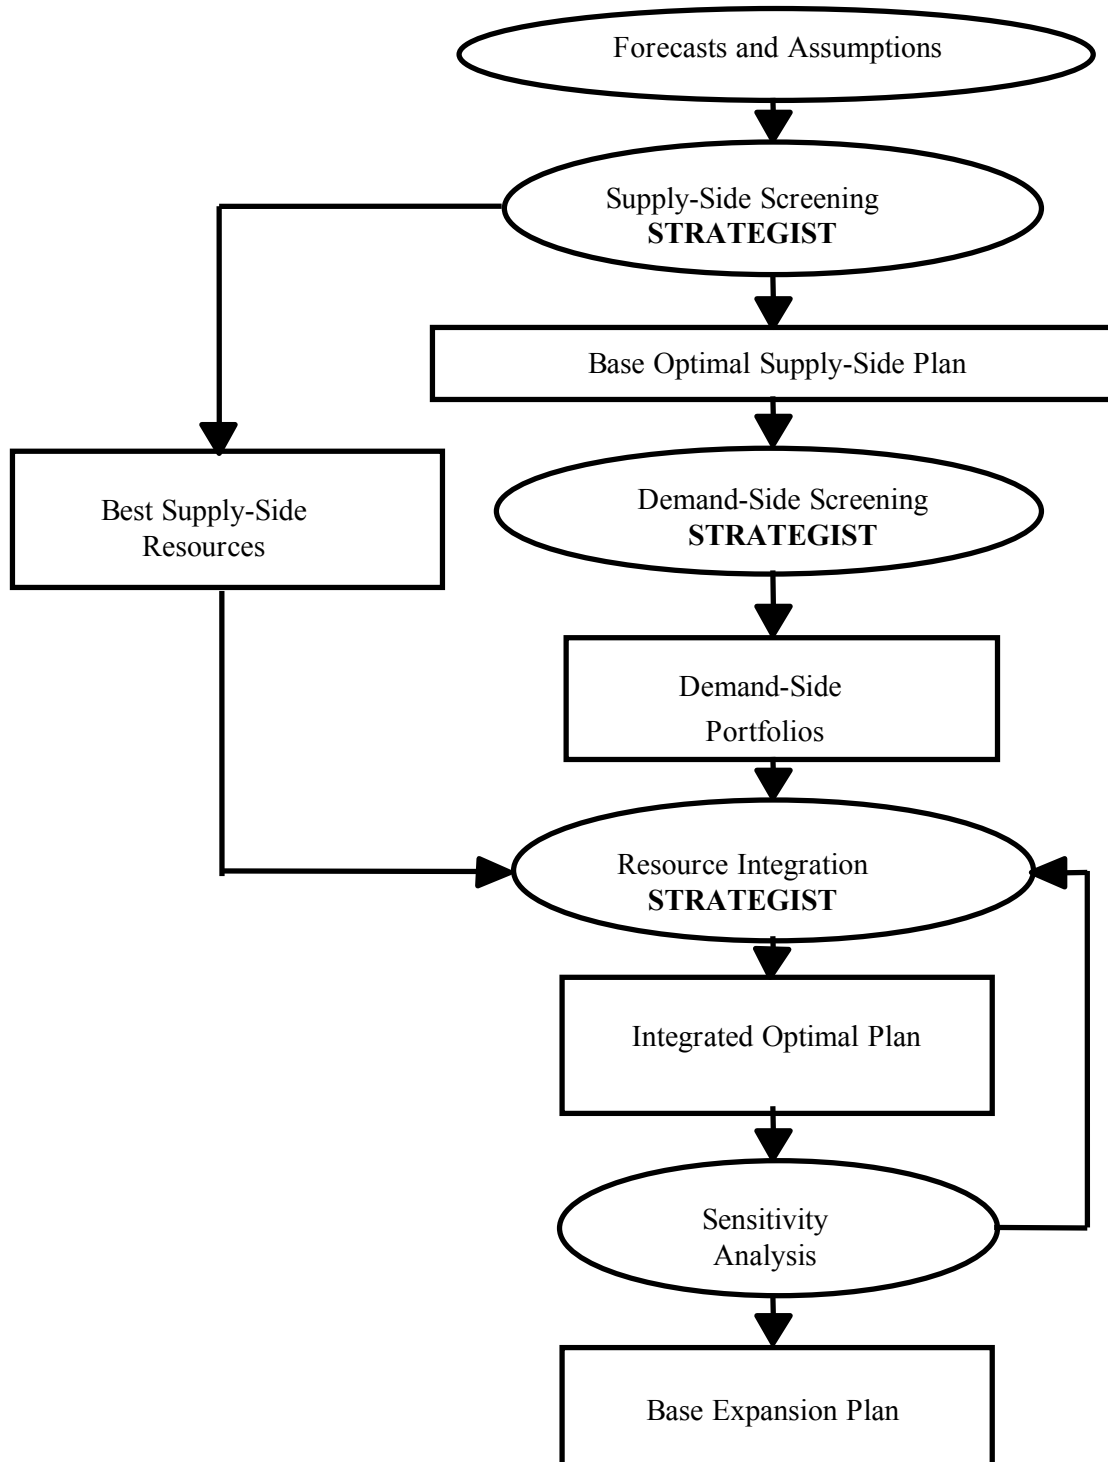 Forecasts and Assumptions
Supply-Side Screening
STRATEGIST
Base Optimal Supply-Side Plan
Best Supply-Side
Resources
Demand-Side Screening
STRATEGIST
Demand-Side
Portfolios
Resource Integration
STRATEGIST
Integrated Optimal Plan
Sensitivity
Analysis
Base Expansion Plan